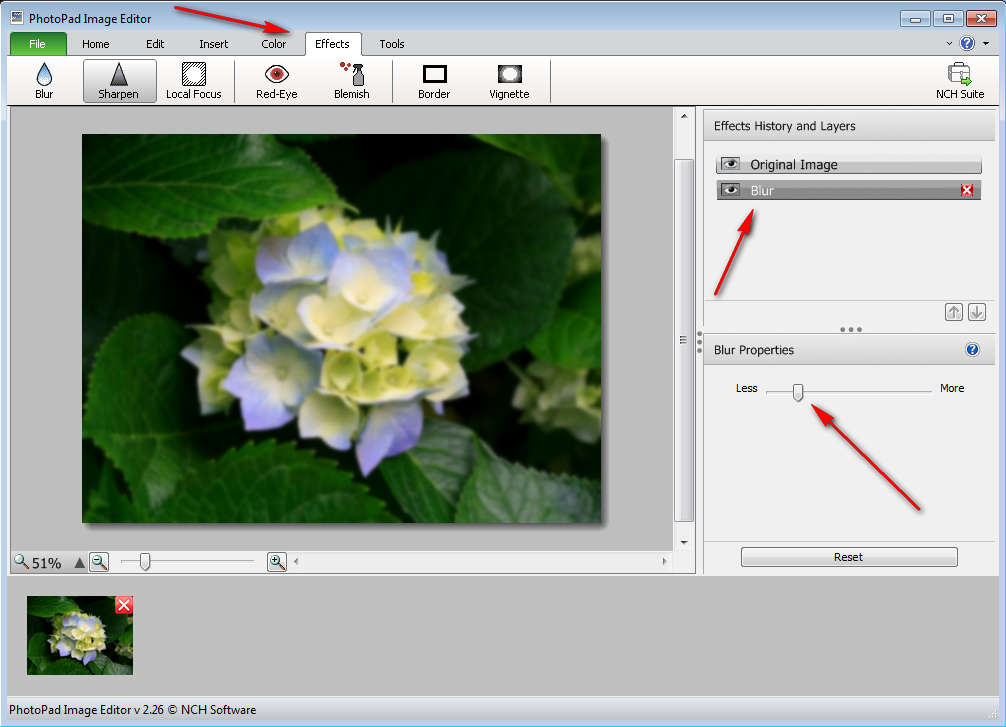 PhotoPad Image Editor
File Home Edit Insert Color Effects Tools
Blur Sharpen Local Focus Red-Eye Blemish Border Vignette NCH Suite
Effects History and Layers
Original Image
Blur
Blur Properties
Less More
Reset
51%
PhotoPad Image Editor v 2.26 © NCH Software